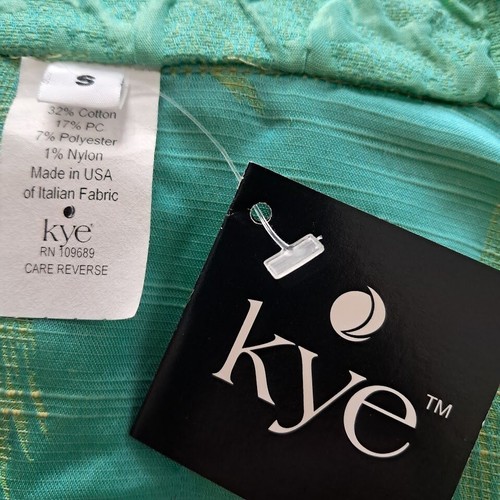 S
32% Cotton
17% PC
7% Polyester
1% Nylon
Made in USA
of Italian Fabric
kye®
RN 109689
CARE REVERSE
kye™